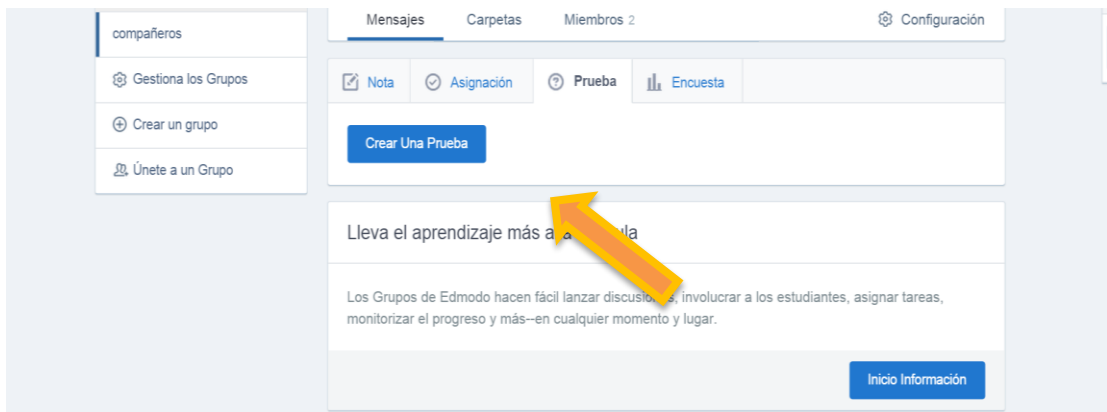 Mensajes Carpetas Miembros 2 Configuración
compañeros
Gestiona los Grupos
Crear un grupo
Únete a un Grupo
Nota Asignación Prueba Encuesta
Crear Una Prueba
Lleva el aprendizaje más
Los Grupos de Edmodo hacen fácil lanzar discusiones, involucrar a los estudiantes, asignar tareas,
monitorizar el progreso y más--en cualquier momento y lugar.
Inicio Información